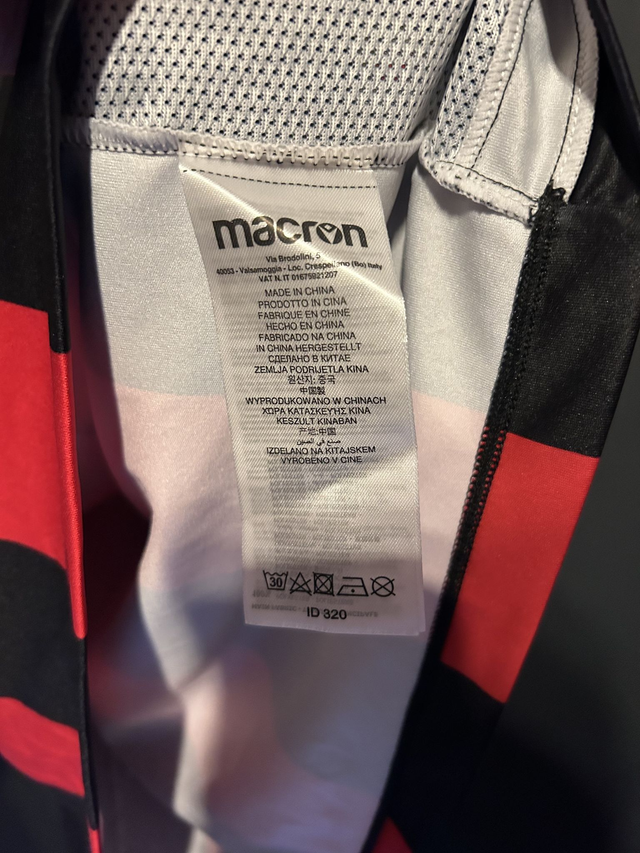 macron
Via Brodolini, 5
40053 - Valsamoggia - Loc. Crespellano (Bo) Italy
VAT N. IT 01675921207
MADE IN CHINA
PRODOTTO IN CINA
FABRIQUE EN CHINE
HECHO EN CHINA
FABRICADO NA CHINA
IN CHINA HERGESTELLT
СДЕЛАНО В КИТАЕ
ZEMLJA PODRIJETLA KINA
원산지: 중국
中国製
WYPRODUKOWANO W CHINACH
ΧΩΡΑ ΚΑΤΑΣΚΕΥΗΣ ΚΙΝΑ
KESZULT KINABAN
产地:中国
صنع في الصين
IZDELANO NA KITAJSKEM
VYROBENO V CINE
30
ID 320